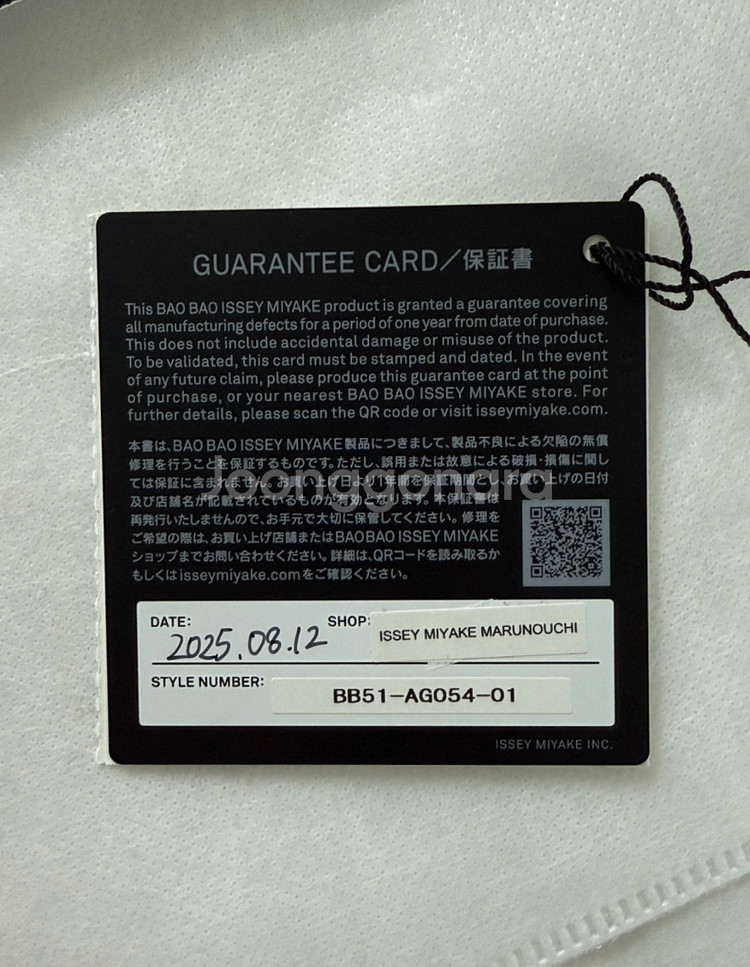 GUARANTEE CARD/保証書
This BAO BAO ISSEY MIYAKE product is granted a guarantee covering
all manufacturing defects for a period of one year from date of purchase.
This does not include accidental damage or misuse of the product.
To be validated, this card must be stamped and dated. In the event
of any future claim, please produce this guarantee card at the point
of purchase, or your nearest BAO BAO ISSEY MIYAKE store. For
further details, please scan the QR code or visit isseymiyake.com.
本書は、BAO BAO ISSEY MIYAKE製品につきまして、製品不良による欠陥の無償
修理を行うことを保証するものです。ただし、誤用または故意による破損・損傷に関し
ては保証に含まれません。お買い上げ日より1年間を保証期間とし、お買い上げの日付
及び店舗名が記載されているものが有効となります。本保証書は
再発行いたしませんので、お手元で大切に保管してください。修理を
ご希望の際は、お買い上げ店舗またはBAO BAO ISSEY MIYAKE
ショップまでお問い合わせください。詳細は、QRコードを読み取るか
もしくはisseymiyake.comをご確認ください。
Joonggonara
DATE: 2025.08.12 SHOP: ISSEY MIYAKE MARUNOUCHI
STYLE NUMBER: BB51-AG054-01
ISSEY MIYAKE INC.